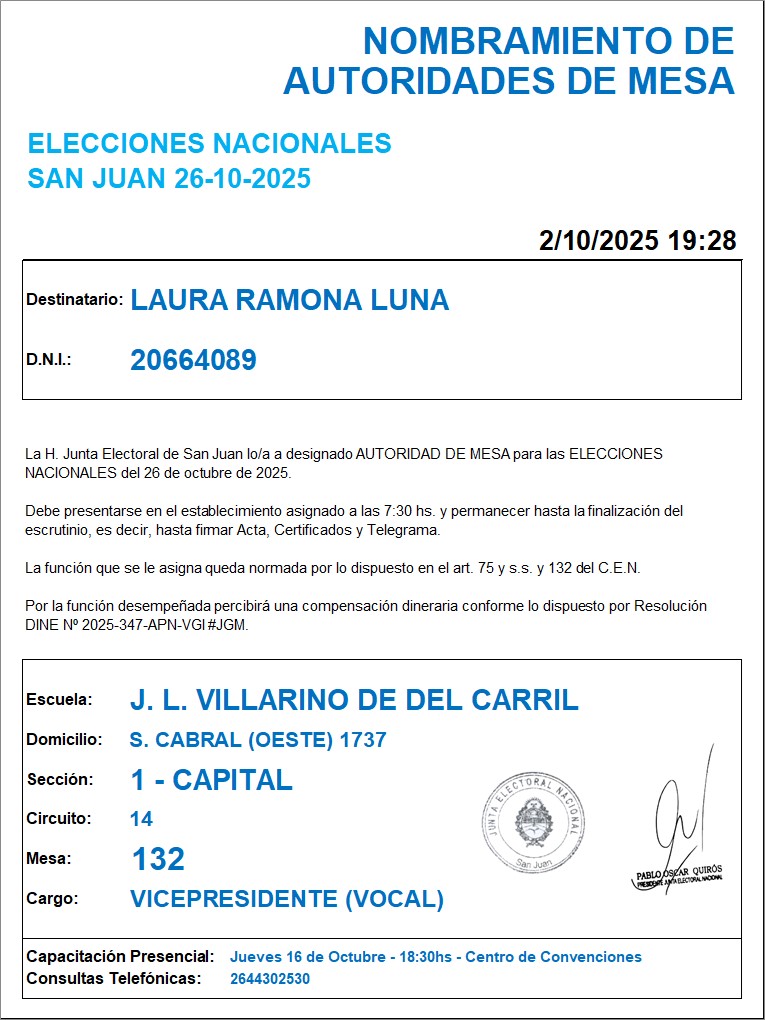 NOMBRAMIENTO DE
AUTORIDADES DE MESA
ELECCIONES NACIONALES
SAN JUAN 26-10-2025
2/10/2025 19:28
Destinatario: LAURA RAMONA LUNA
D.N.I.: 20664089
La H. Junta Electoral de San Juan lo/a a designado AUTORIDAD DE MESA para las ELECCIONES
NACIONALES del 26 de octubre de 2025.
Debe presentarse en el establecimiento asignado a las 7:30 hs. y permanecer hasta la finalización del
escrutinio, es decir, hasta firmar Acta, Certificados y Telegrama.
La función que se le asigna queda normada por lo dispuesto en el art. 75 y s.s. y 132 del C.E.N.
Por la función desempeñada percibirá una compensación dineraria conforme lo dispuesto por Resolución
DINE Nº 2025-347-APN-VGI#JGM.
Escuela: J. L. VILLARINO DE DEL CARRIL
Domicilio: S. CABRAL (OESTE) 1737
Sección: 1 - CAPITAL
Circuito: 14
Mesa: 132
Cargo: VICEPRESIDENTE (VOCAL)
JUNTA ELECTORAL NACIONAL
San Juan
PABLO OSCAR QUIRÓS
PRESIDENTE JUNTA ELECTORAL NACIONAL
Capacitación Presencial: Jueves 16 de Octubre - 18:30hs - Centro de Convenciones
Consultas Telefónicas: 2644302530